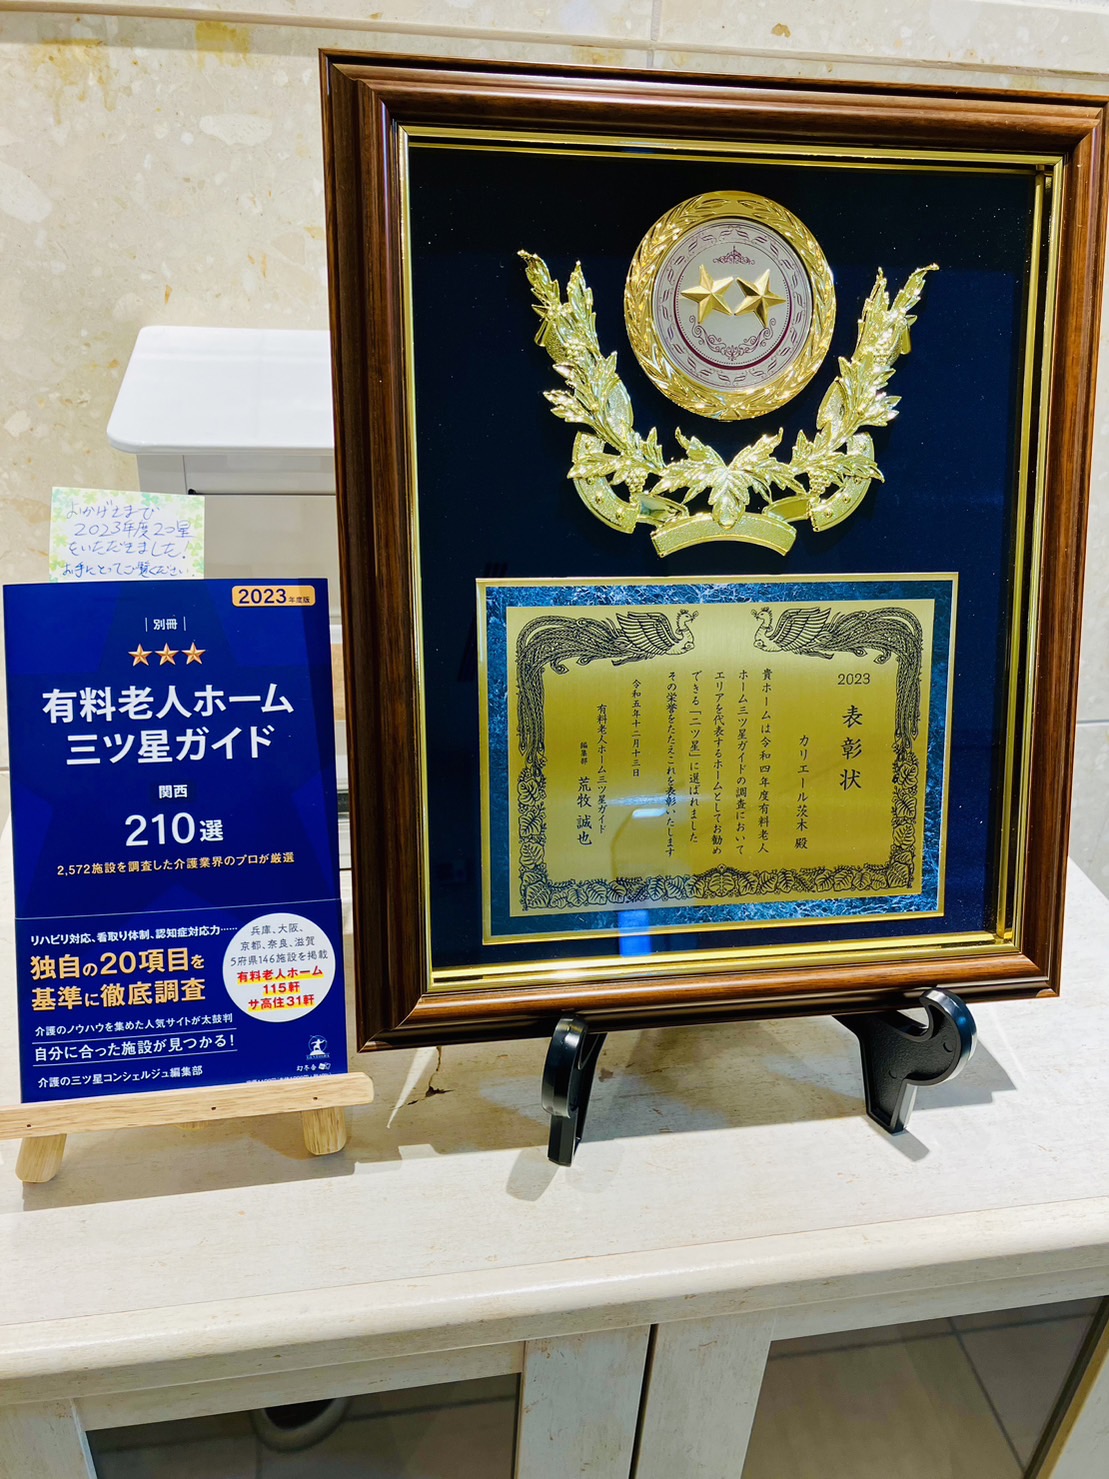 おかげさまで
2023年度2つ星
をいただきました!
お手にとってご覧ください。
2023年度版
別冊
有料老人ホーム
三ツ星ガイド
関西
210選
2,572施設を調査した介護業界のプロが厳選
リハビリ対応、看取り体制、認知症対応力……
独自の20項目を
基準に徹底調査
介護のノウハウを集めた人気サイトが太鼓判
自分に合った施設が見つかる!
介護の三ツ星コンシェルジュ編集部
兵庫、大阪、
京都、奈良、滋賀
5府県146施設を掲載
有料老人ホーム
115軒
サ高住31軒
幻冬舎
2023
表彰状
カリエール茨木 殿
貴ホームは令和四年度有料老人
ホーム三ツ星ガイドの調査において
エリアを代表するホームとしてお勧め
できる「二ツ星」に選ばれました
その栄誉をたたえこれを表彰いたします
令和五年十二月十三日
有料老人ホーム三ツ星ガイド
編集部 荒牧 誠也